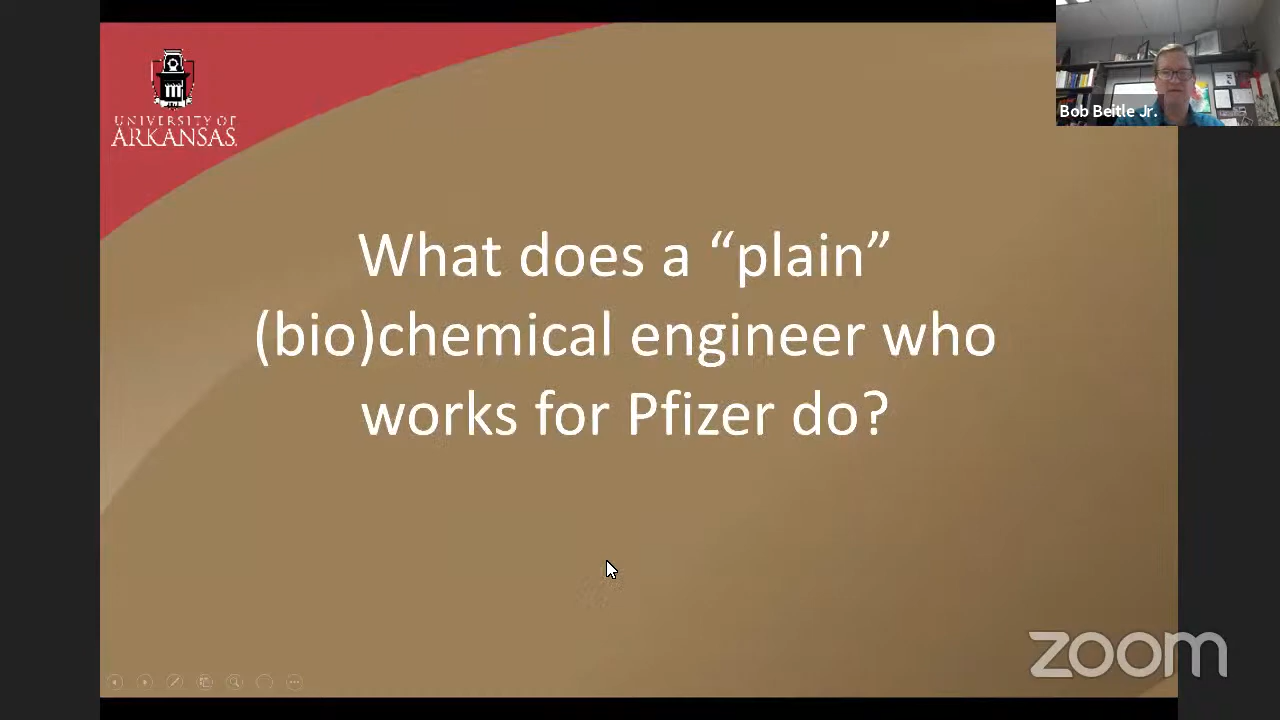 UNIVERSITY OF
ARKANSAS.
Bob Beitle Jr.
What does a “plain”
(bio)chemical engineer who
works for Pfizer do?
zoom